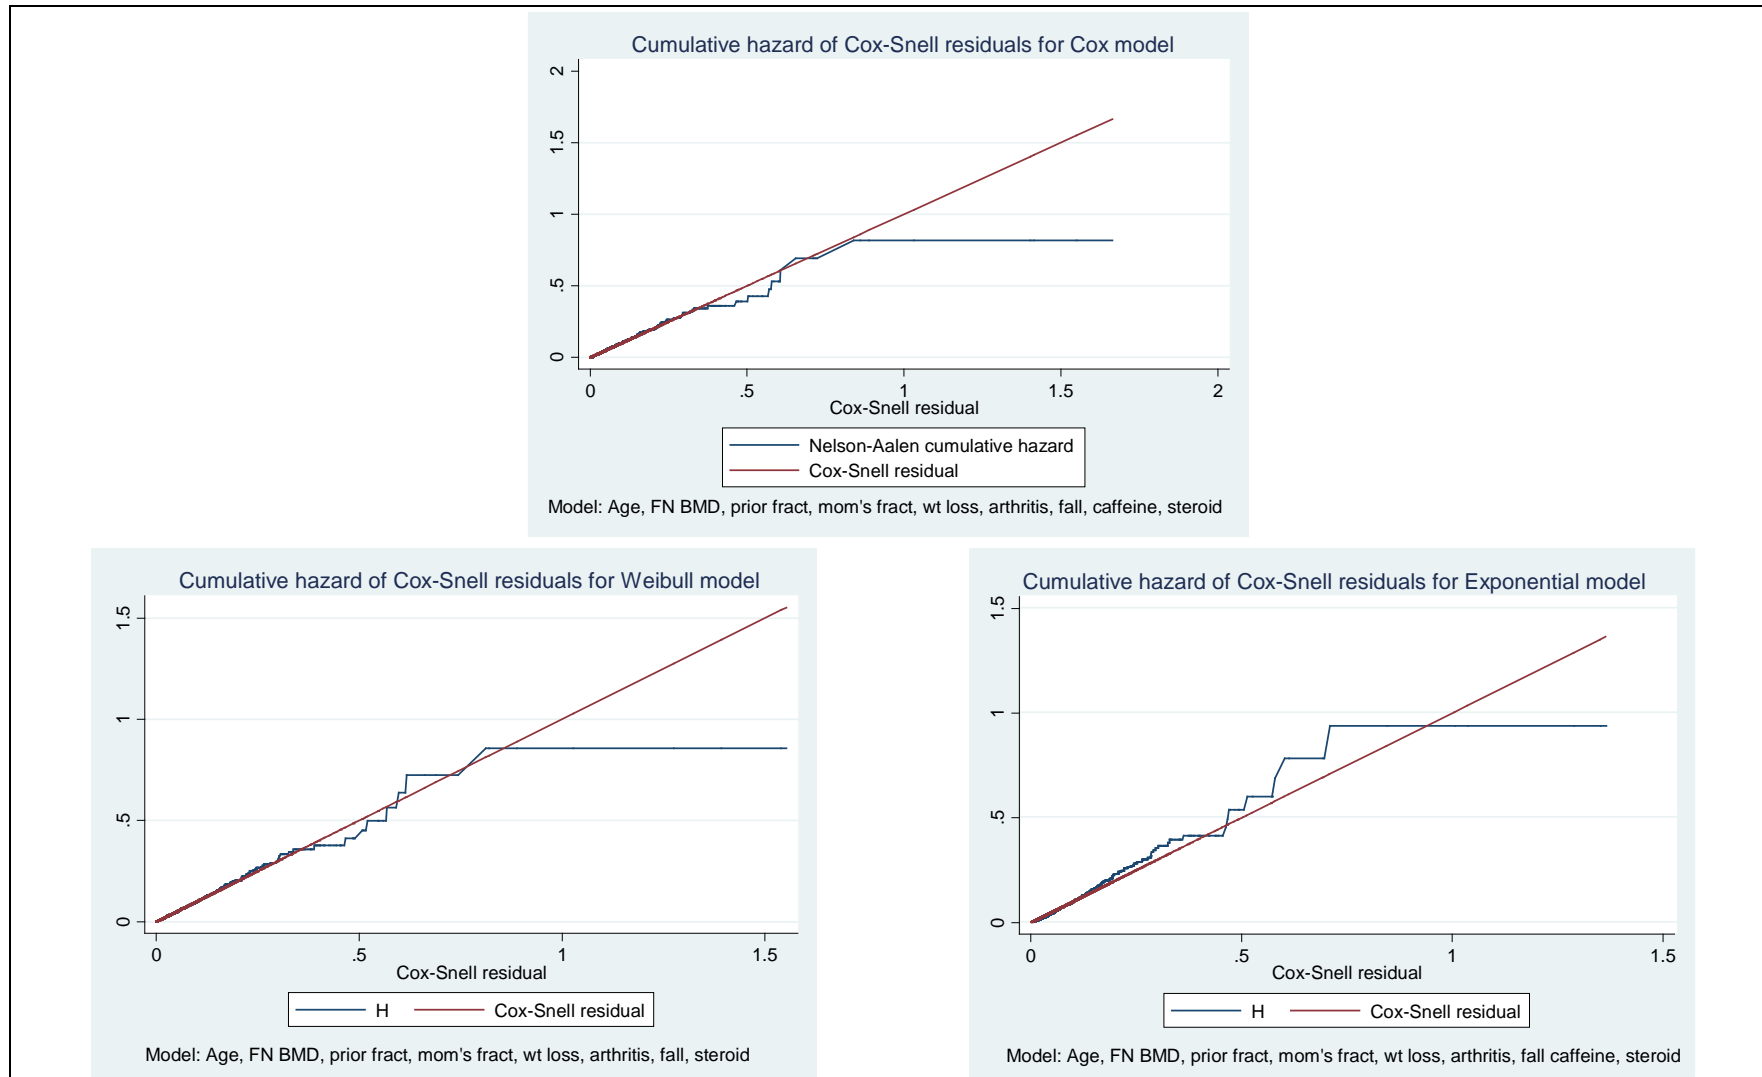 Cumulative hazard of Cox-Snell residuals for Cox model
2
1.5
1
.5
0
0 .5 1 1.5 2
Cox-Snell residual
Nelson-Aalen cumulative hazard
Cox-Snell residual
Model: Age, FN BMD, prior fract, mom's fract, wt loss, arthritis, fall, caffeine, steroid
Cumulative hazard of Cox-Snell residuals for Weibull model
1.5
1
.5
0
0 .5 1 1.5
Cox-Snell residual
H Cox-Snell residual
Model: Age, FN BMD, prior fract, mom's fract, wt loss, arthritis, fall, steroid
Cumulative hazard of Cox-Snell residuals for Exponential model
1.5
1
.5
0
0 .5 1 1.5
Cox-Snell residual
H Cox-Snell residual
Model: Age, FN BMD, prior fract, mom's fract, wt loss, arthritis, fall caffeine, steroid